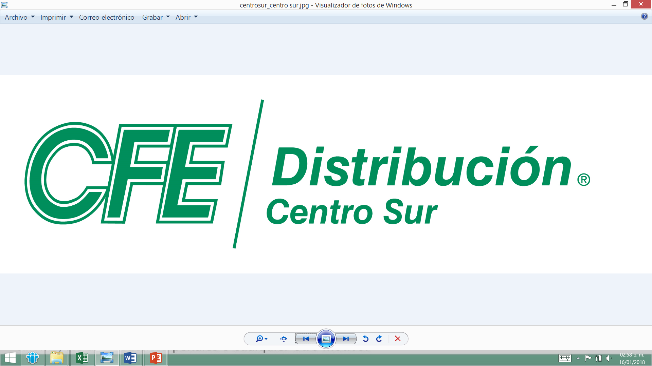 centrosur_centro sur.jpg - Visualizador de fotos de Windows
Archivo Imprimir Correo electrónico Grabar Abrir
CFE Distribución ®
Centro Sur